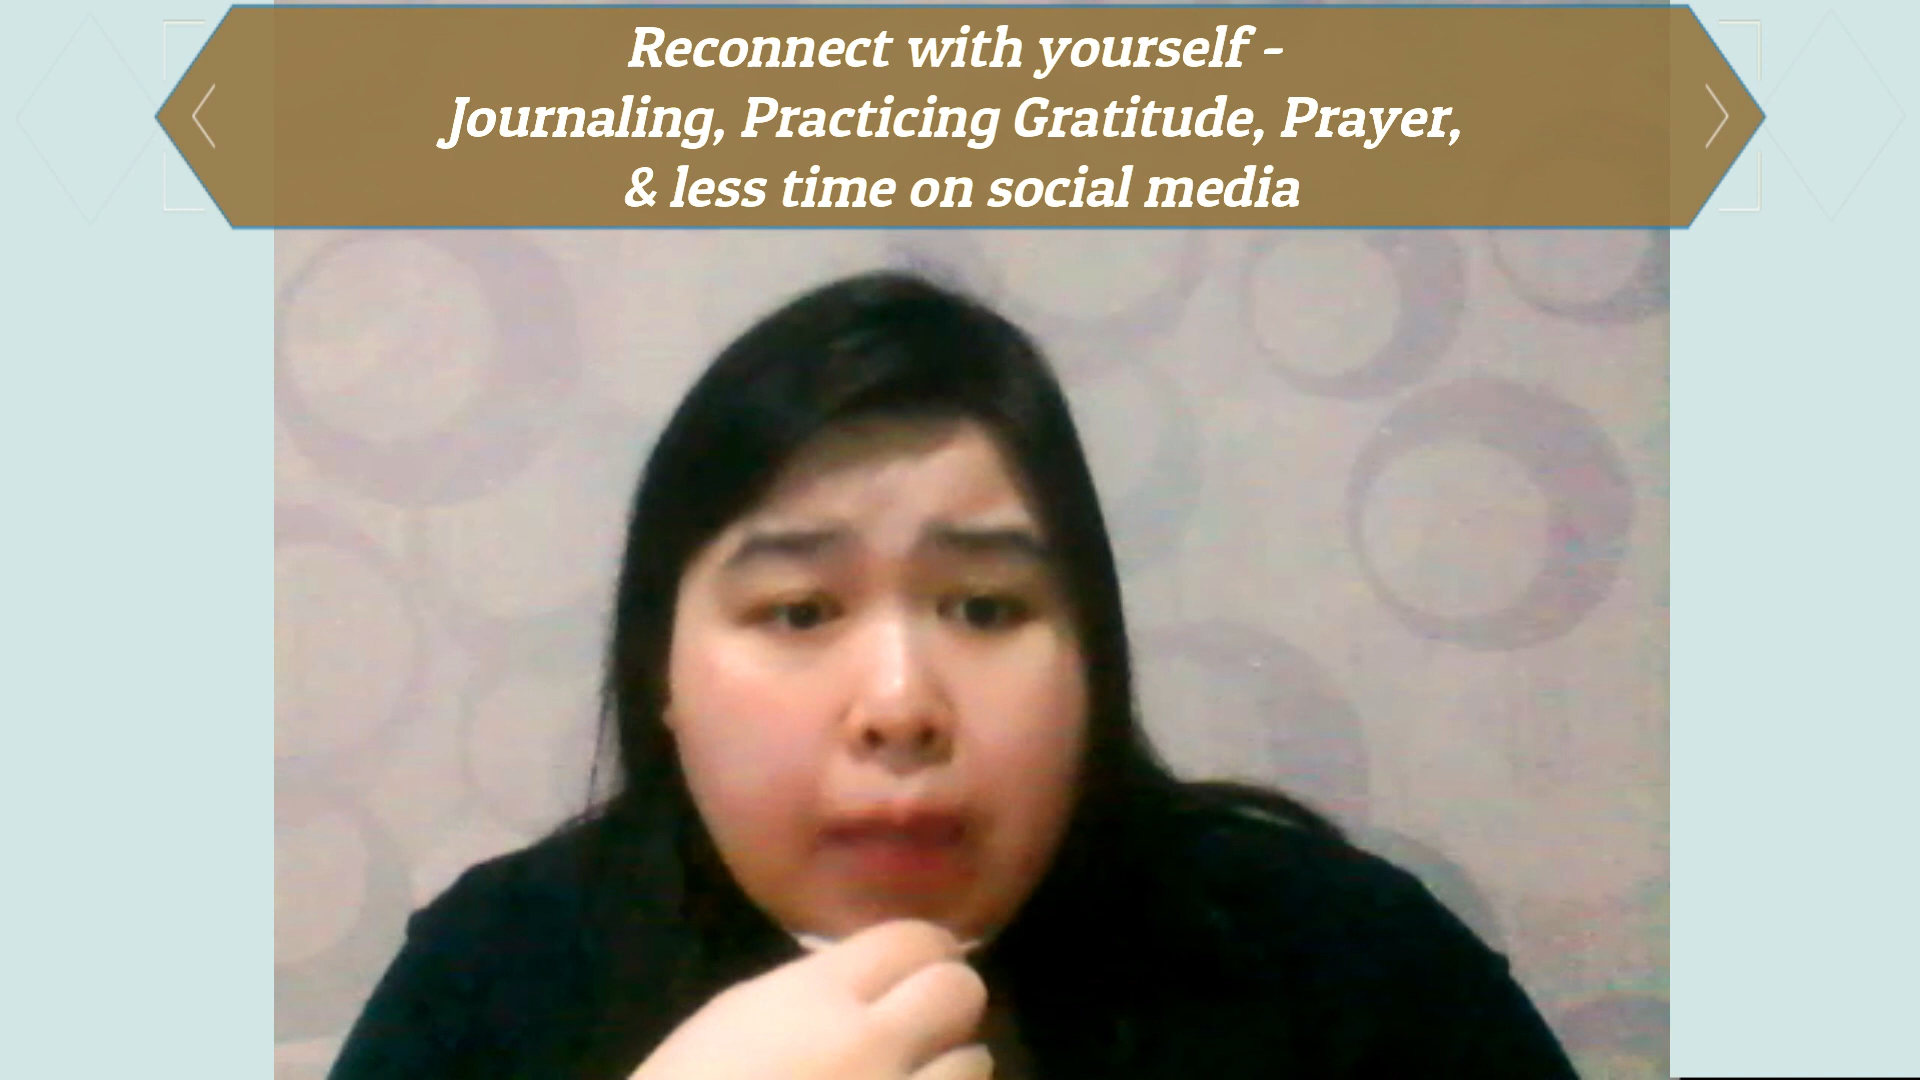 Reconnect with yourself -
Journaling, Practicing Gratitude, Prayer,
& less time on social media